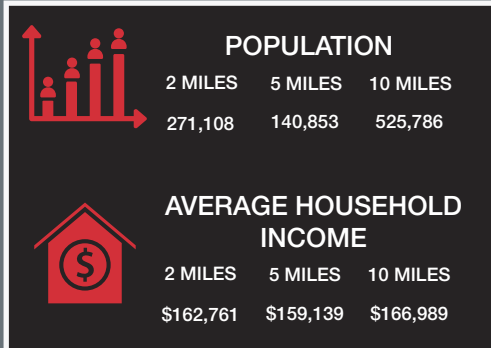 POPULATION
2 MILES 5 MILES 10 MILES
271,108 140,853 525,786
$
AVERAGE HOUSEHOLD
INCOME
2 MILES 5 MILES 10 MILES
$162,761 $159,139 $166,989